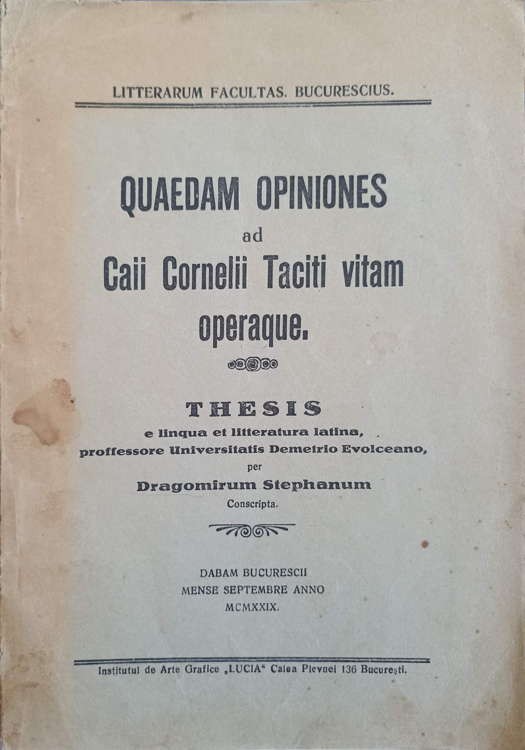 LITTERARUM FACULTAS. BUCURESCIUS.
QUAEDAM OPINIONES
ad
Caii Cornelii Taciti vitam
operaque.
THESIS
e linqua et litteratura latina,
proffessore Universitatis Demetrio Evolceano,
per
Dragomirum Stephanum
Conscripta.
DABAM BUCURESCII
MENSE SEPTEMBRE ANNO
MCMXXIX.
Institutul de Arte Grafice „LUCIA“ Calea Plevnei 136 București.